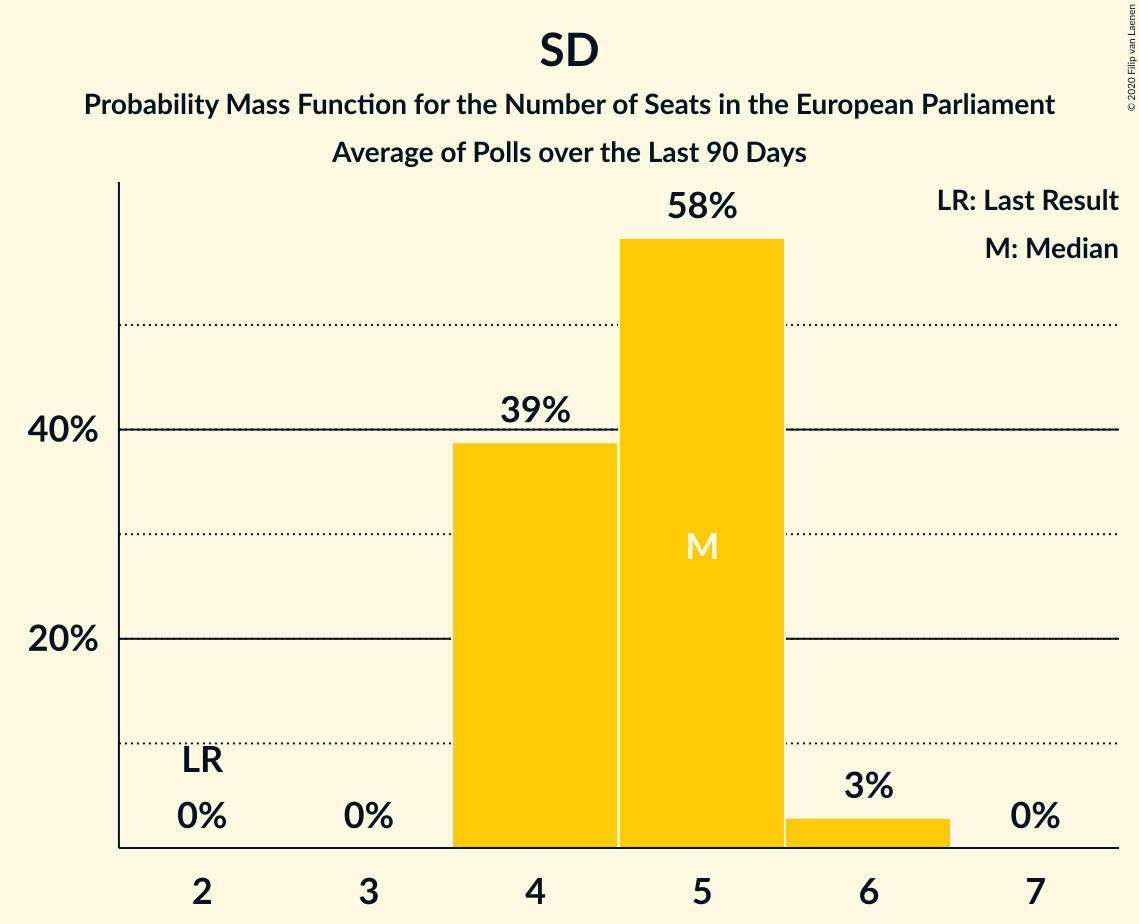 SD
Probability Mass Function for the Number of Seats in the European Parliament
Average of Polls over the Last 90 Days
© 2020 Filip van Laenen
LR: Last Result
M: Median
58%
39%
40%
M
20%
LR
0%
0%
3%
0%
2
3
4
5
6
7